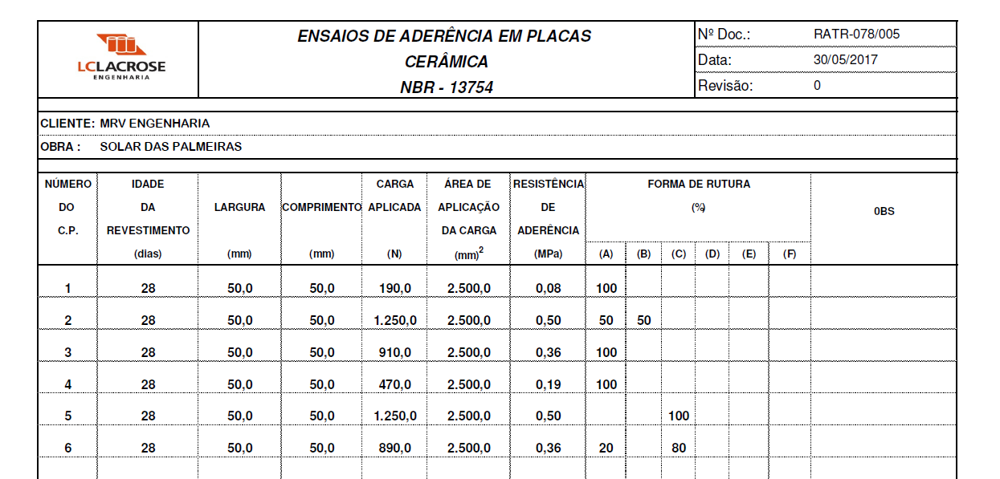 LCLACROSE
ENGENHARIA
ENSAIOS DE ADERÊNCIA EM PLACAS
CERÂMICA
NBR - 13754
Nº Doc.: RATR-078/005
Data: 30/05/2017
Revisão: 0
CLIENTE: MRV ENGENHARIA
OBRA : SOLAR DAS PALMEIRAS
NÚMERO IDADE CARGA ÁREA DE RESISTÊNCIA FORMA DE RUTURA
DO DA LARGURA COMPRIMENTO APLICADA APLICAÇÃO DE (%) 0BS
C.P. REVESTIMENTO DA CARGA ADERÊNCIA
(dias) (mm) (mm) (N) (mm)2 (MPa) (A) (B) (C) (D) (E) (F)
1 28 50,0 50,0 190,0 2.500,0 0,08 100
2 28 50,0 50,0 1.250,0 2.500,0 0,50 50 50
3 28 50,0 50,0 910,0 2.500,0 0,36 100
4 28 50,0 50,0 470,0 2.500,0 0,19 100
5 28 50,0 50,0 1.250,0 2.500,0 0,50 100
6 28 50,0 50,0 890,0 2.500,0 0,36 20 80